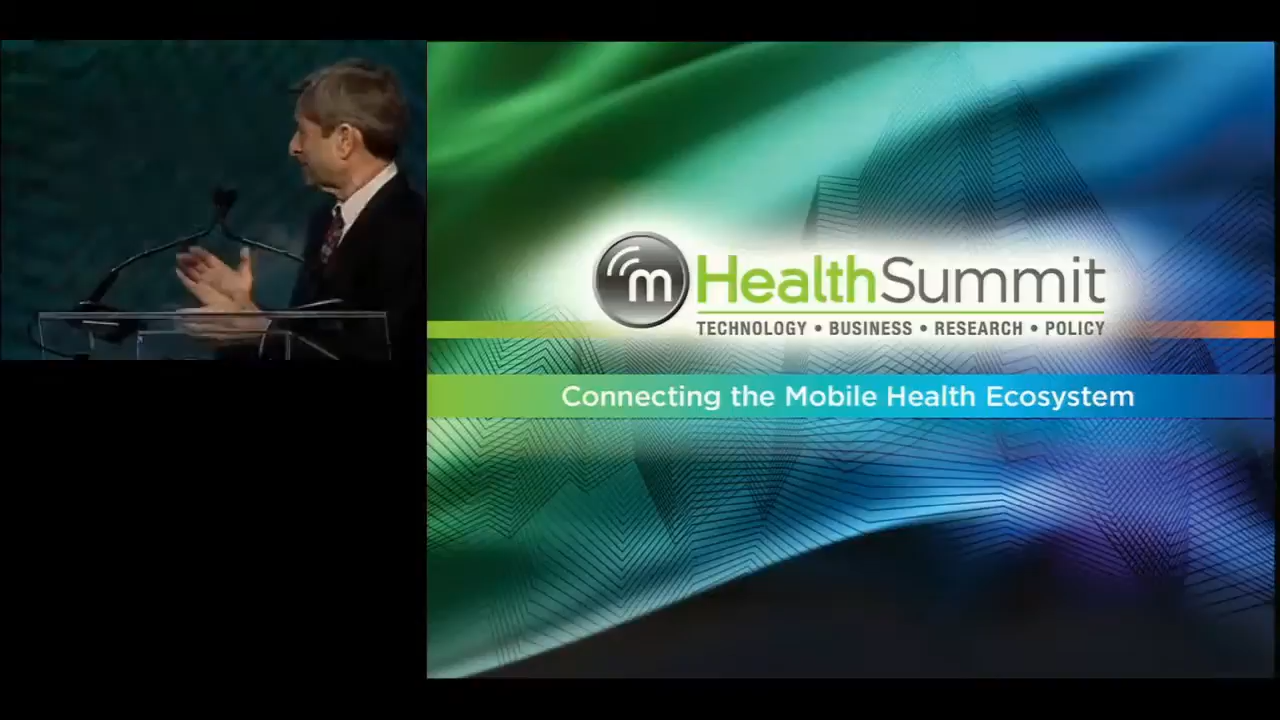 mHealthSummit
TECHNOLOGY • BUSINESS • RESEARCH • POLICY
Connecting the Mobile Health Ecosystem